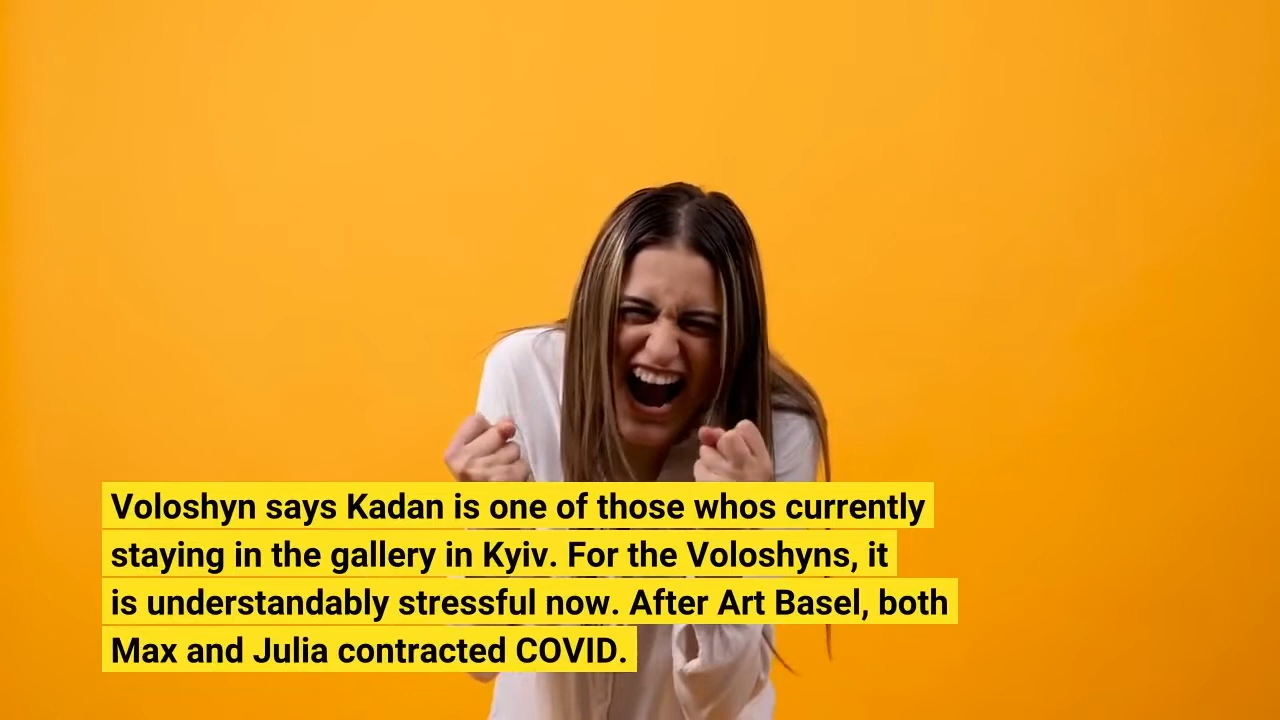 Voloshyn says Kadan is one of those whos currently
staying in the gallery in Kyiv. For the Voloshyns, it
is understandably stressful now. After Art Basel, both
Max and Julia contracted COVID.